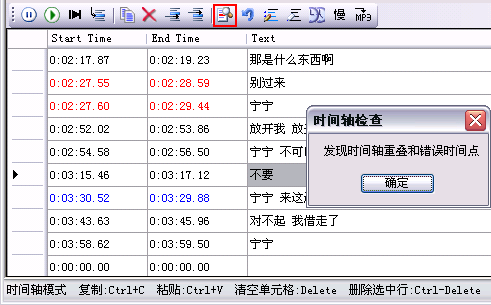 慢 MP3
Start Time End Time Text
0:02:17.87 0:02:19.23 那是什么东西啊
0:02:27.55 0:02:28.59 别过来
0:02:27.60 0:02:29.44 宁宁
0:02:52.02 0:02:53.86 放开我 放
0:02:54.58 0:02:56.50 宁宁 不可
0:03:15.46 0:03:17.12 不要
0:03:30.52 0:03:29.88 宁宁 来这
0:03:43.63 0:03:45.96 对不起 我借走了
0:03:58.62 0:03:59.50 宁宁
0:00:00.00 0:00:00.00
时间轴检查
发现时间轴重叠和错误时间点
确定
时间轴模式 复制:Ctrl+C 粘贴:Ctrl+V 清空单元格:Delete 删除选中行:Ctrl-Delete